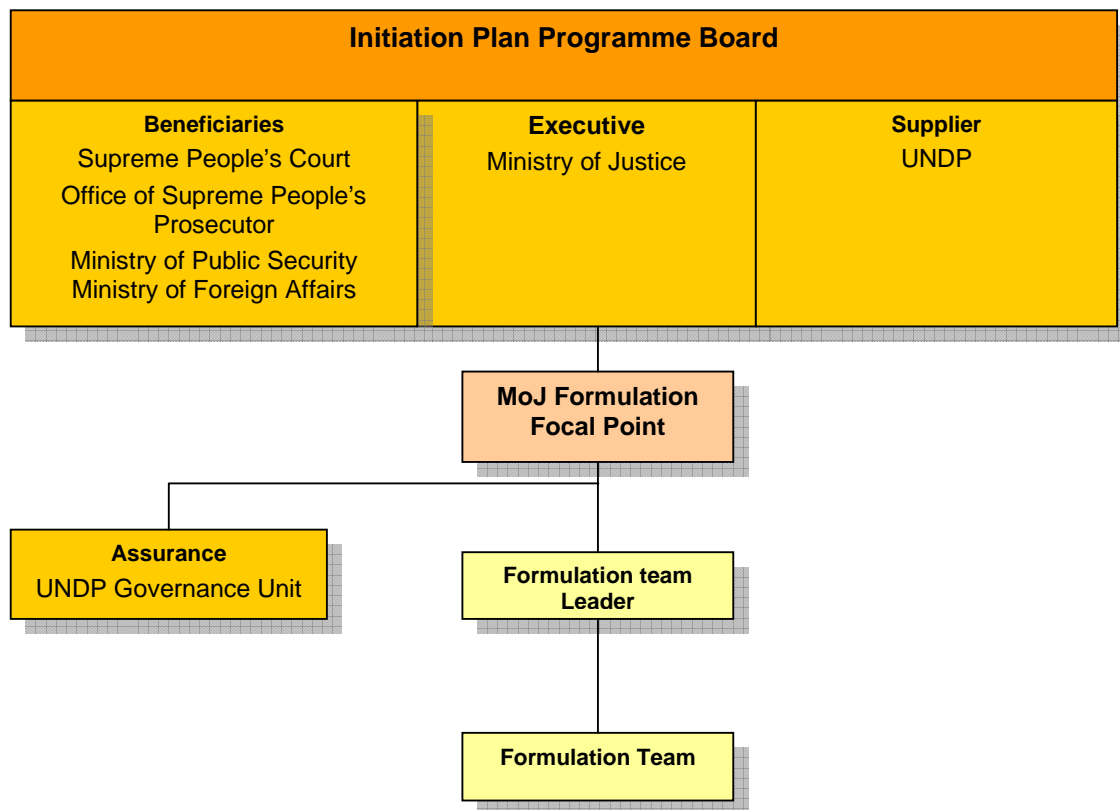 Initiation Plan Programme Board
Beneficiaries
Supreme People’s Court
Office of Supreme People’s
Prosecutor
Ministry of Public Security
Ministry of Foreign Affairs
Executive
Ministry of Justice
Supplier
UNDP
MoJ Formulation
Focal Point
Assurance
UNDP Governance Unit
Formulation team
Leader
Formulation Team